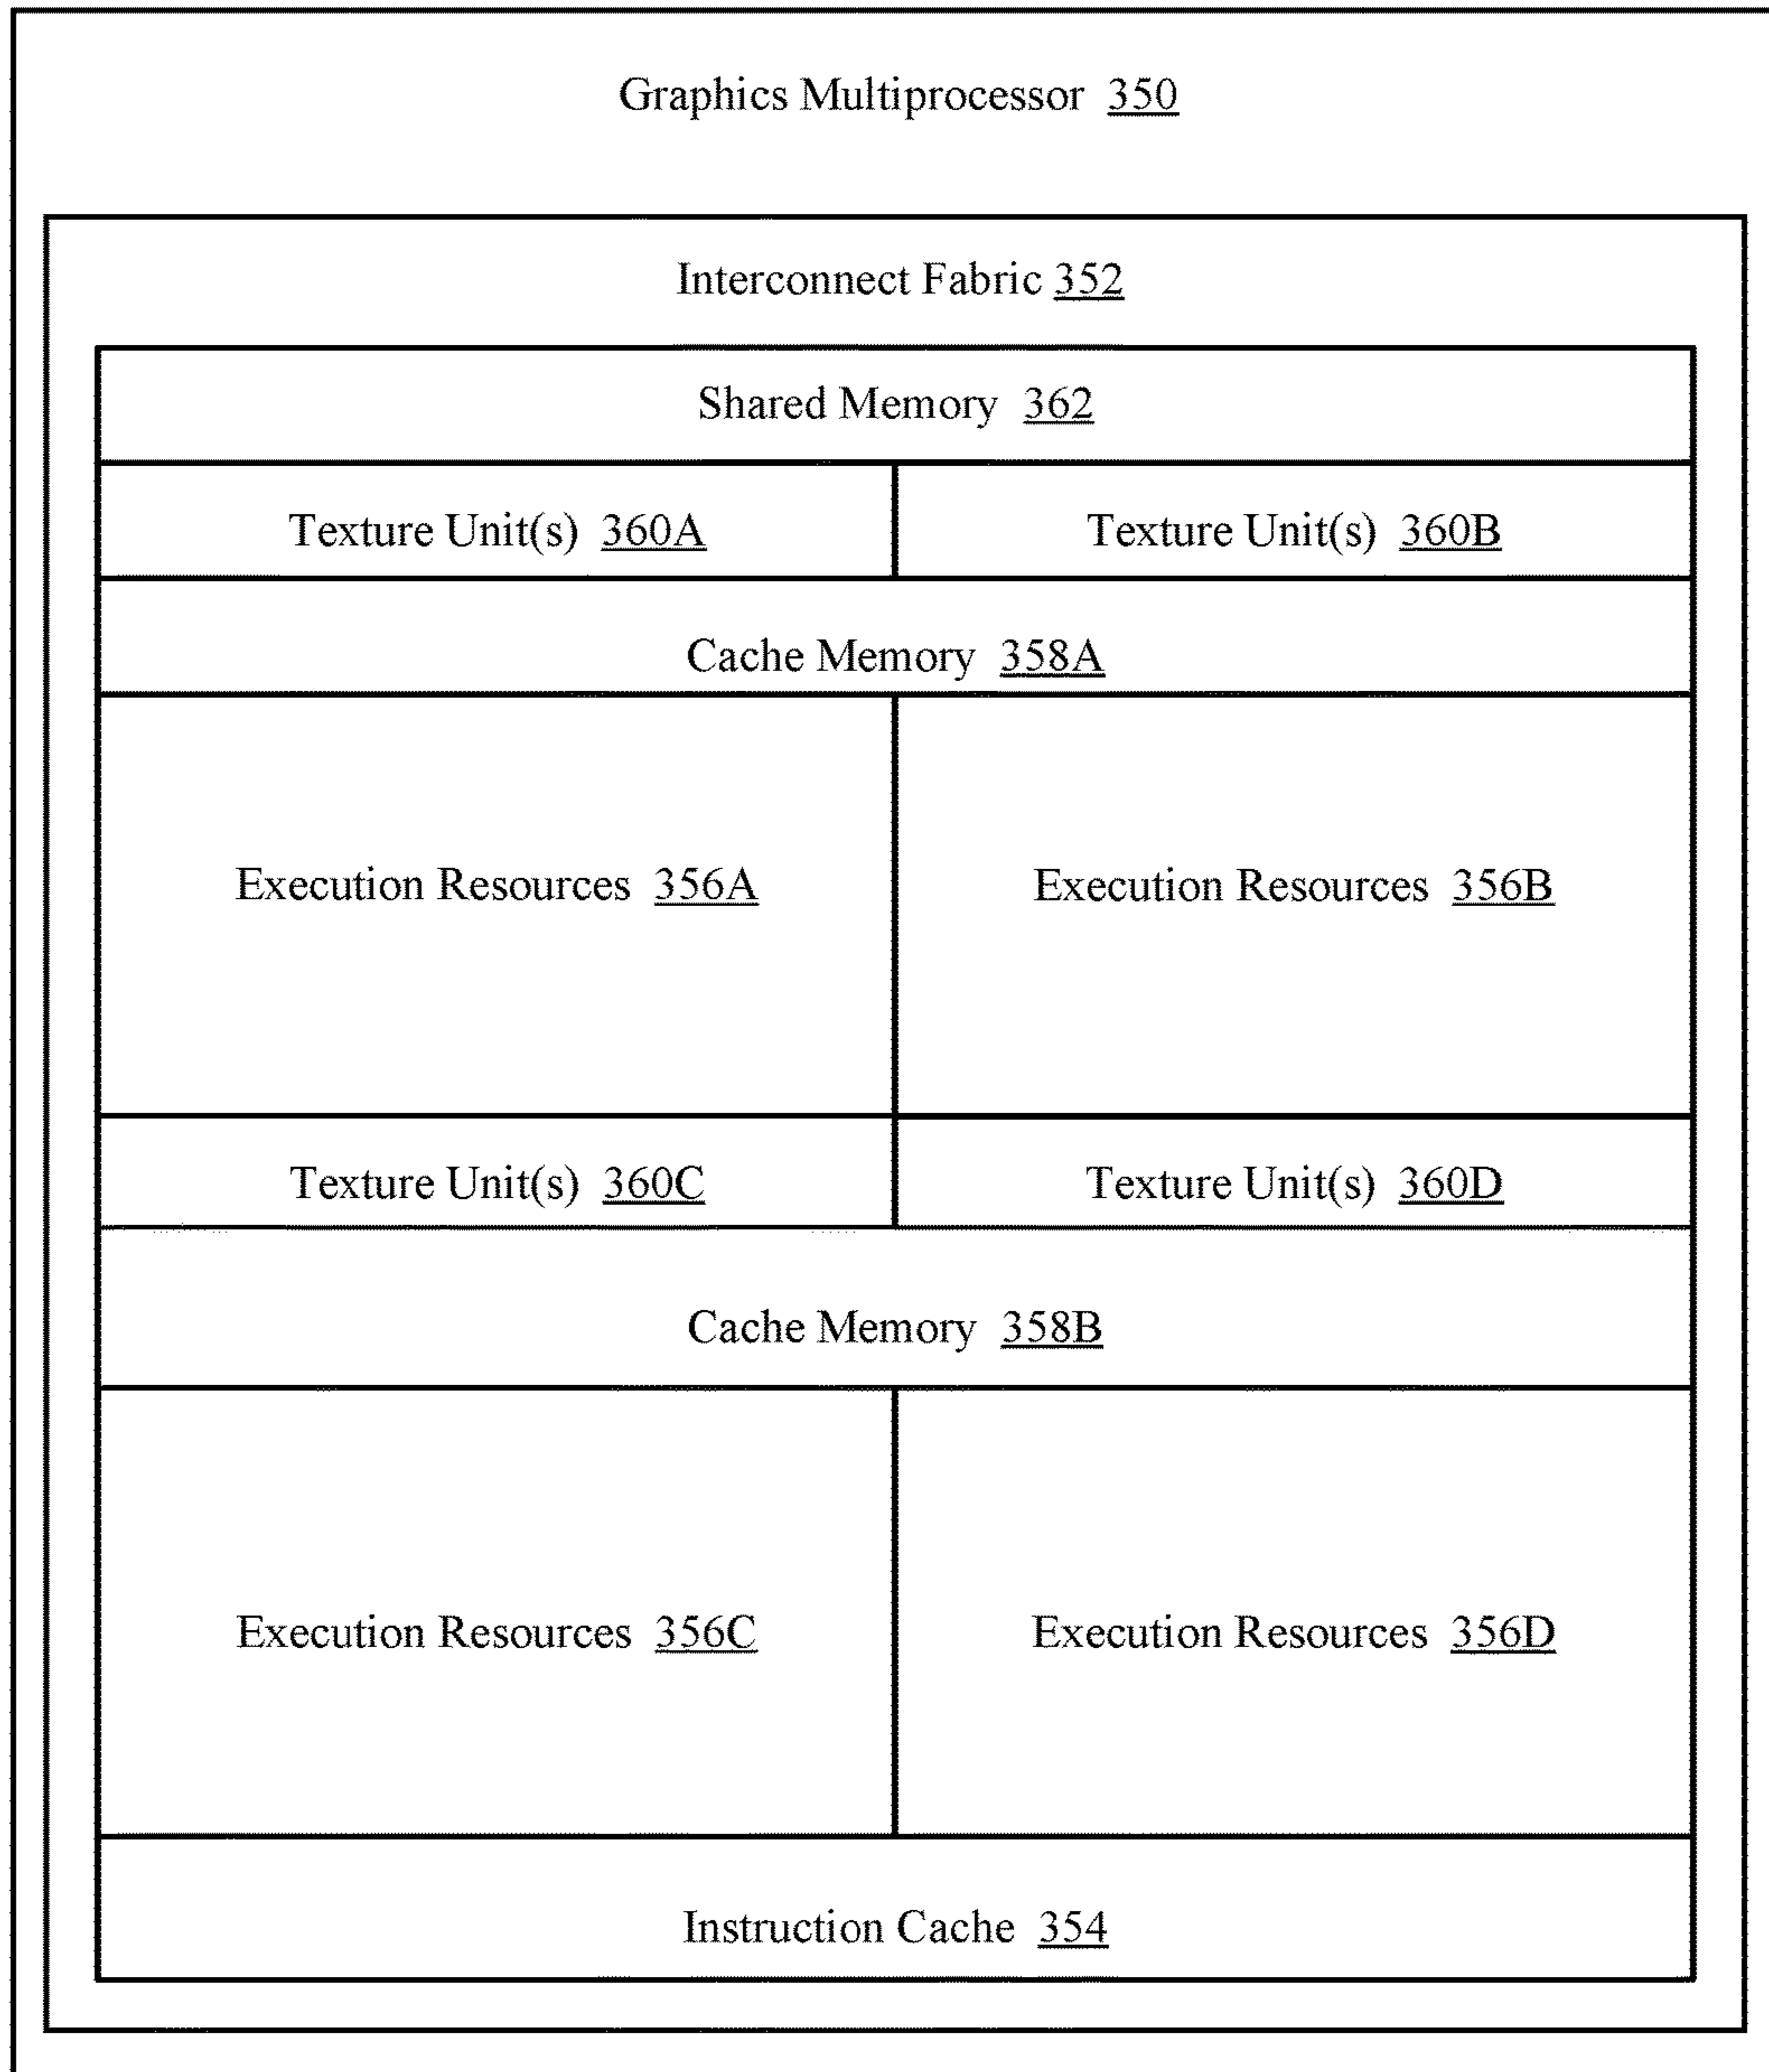 Graphics Multiprocessor 350
Interconnect Fabric 352
Shared Memory 362
Texture Unit(s) 360A
Texture Unit(s) 360B
Cache Memory 358A
Execution Resources 356A
Execution Resources 356B
Texture Unit(s) 360C
Texture Unit(s) 360D
Cache Memory 358B
Execution Resources 356C
Execution Resources 356D
Instruction Cache 354